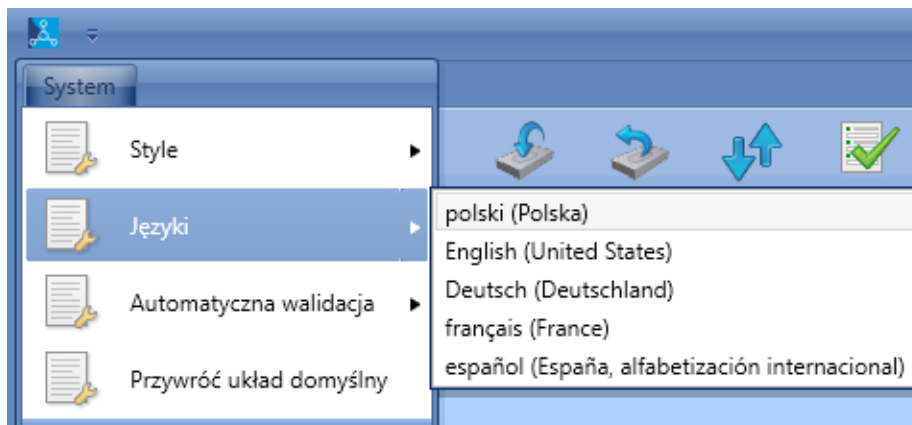 System
Style
Języki
Automatyczna walidacja
Przywróć układ domyślny
polski (Polska)
English (United States)
Deutsch (Deutschland)
français (France)
español (España, alfabetización internacional)